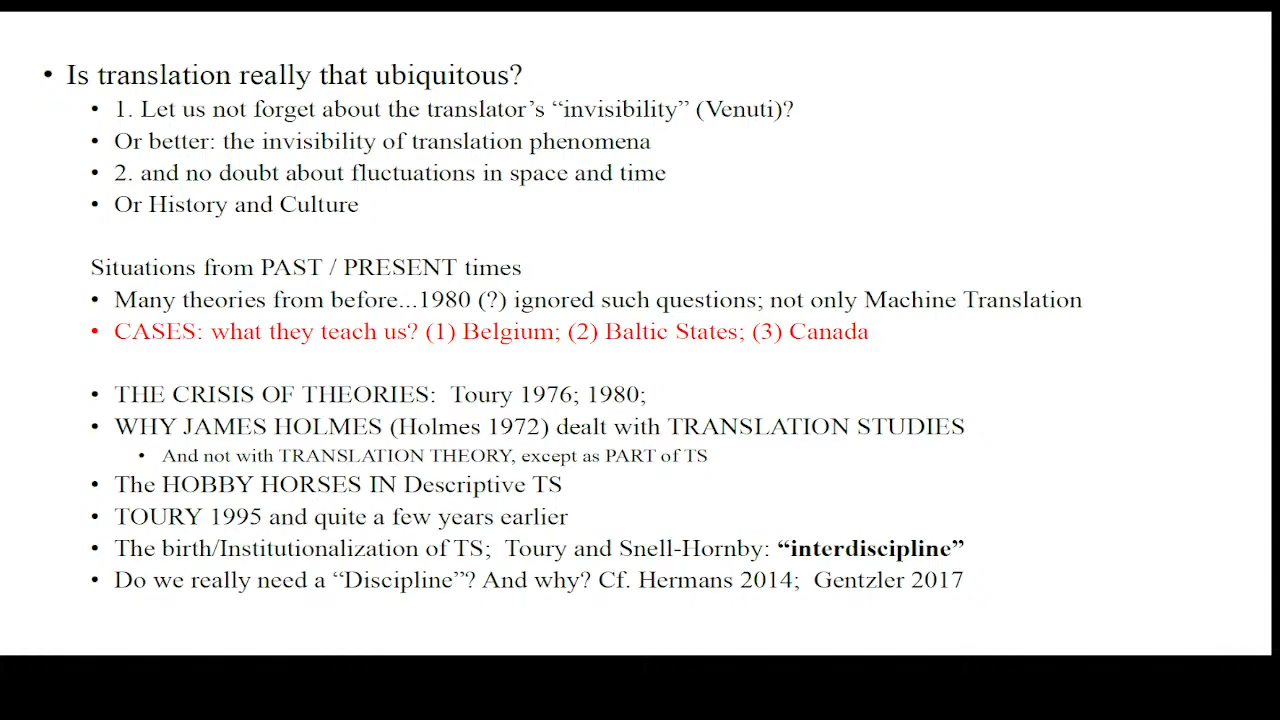 • Is translation really that ubiquitous?
• 1. Let us not forget about the translator’s “invisibility” (Venuti)?
• Or better: the invisibility of translation phenomena
• 2. and no doubt about fluctuations in space and time
• Or History and Culture
Situations from PAST / PRESENT times
• Many theories from before...1980 (?) ignored such questions; not only Machine Translation
• CASES: what they teach us? (1) Belgium; (2) Baltic States; (3) Canada
• THE CRISIS OF THEORIES: Toury 1976; 1980;
• WHY JAMES HOLMES (Holmes 1972) dealt with TRANSLATION STUDIES
• And not with TRANSLATION THEORY, except as PART of TS
• The HOBBY HORSES IN Descriptive TS
• TOURY 1995 and quite a few years earlier
• The birth/Institutionalization of TS; Toury and Snell-Hornby: “interdiscipline”
• Do we really need a “Discipline”? And why? Cf. Hermans 2014; Gentzler 2017